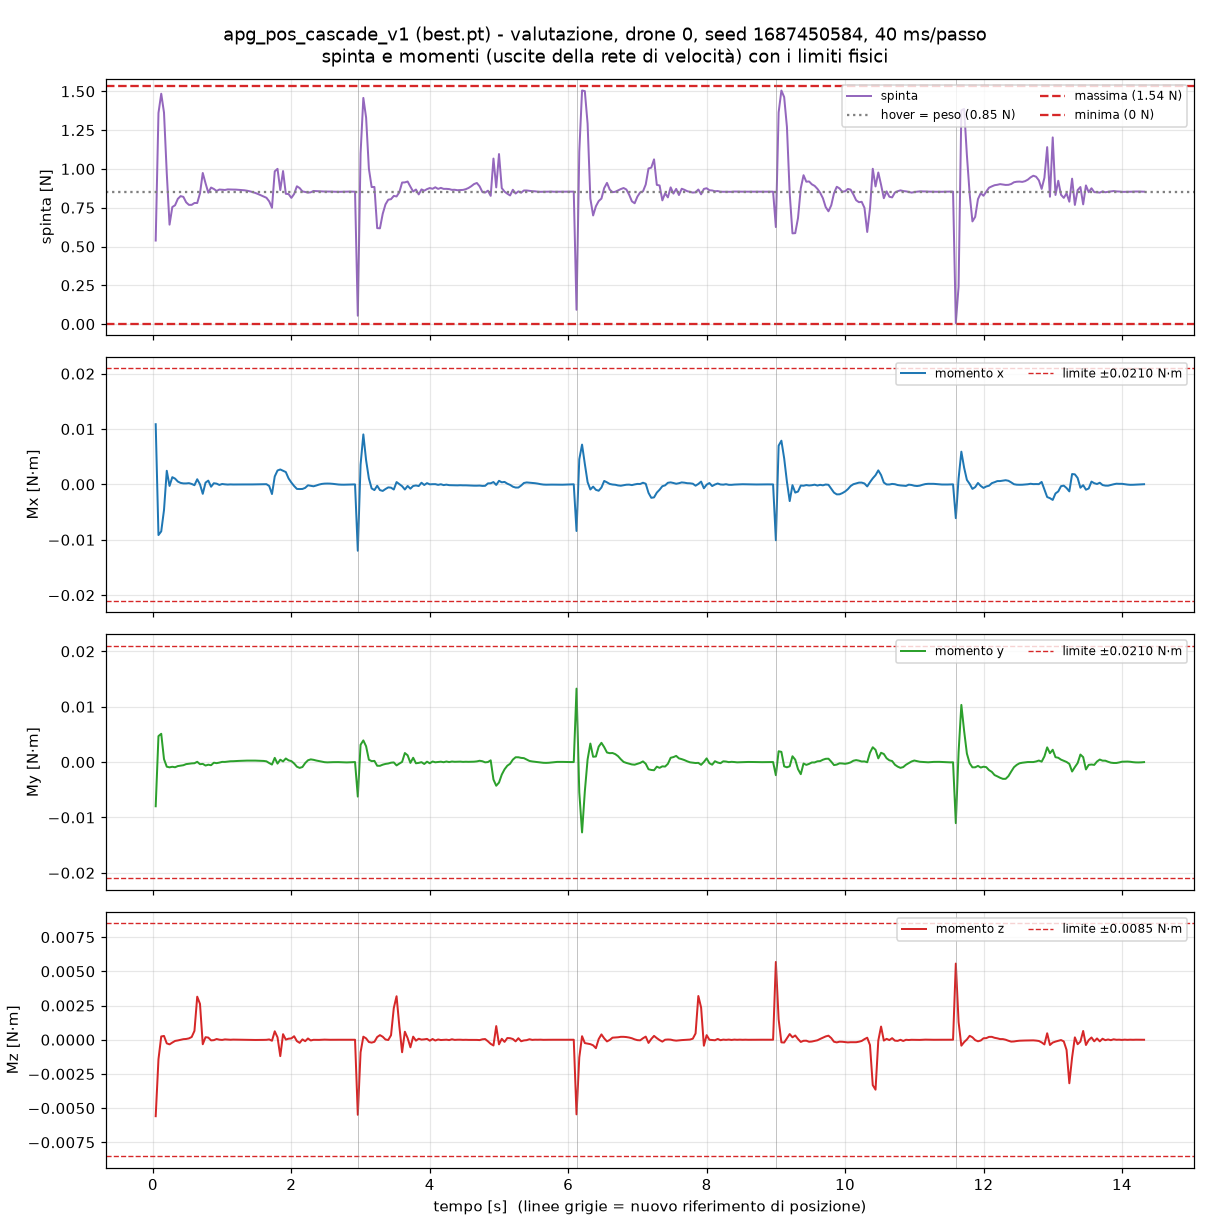 apg_pos_cascade_v1 (best.pt) - valutazione, drone 0, seed 1687450584, 40 ms/passo
spinta e momenti (uscite della rete di velocità) con i limiti fisici
spinta [N]
1.50
1.25
1.00
0.75
0.50
0.25
0.00
spinta
hover = peso (0.85 N)
massima (1.54 N)
minima (0 N)
Mx [N·m]
0.02
0.01
0.00
−0.01
−0.02
momento x
limite ±0.0210 N·m
My [N·m]
0.02
0.01
0.00
−0.01
−0.02
momento y
limite ±0.0210 N·m
Mz [N·m]
0.0075
0.0050
0.0025
0.0000
−0.0025
−0.0050
−0.0075
momento z
limite ±0.0085 N·m
0 2 4 6 8 10 12 14
tempo [s]  (linee grigie = nuovo riferimento di posizione)